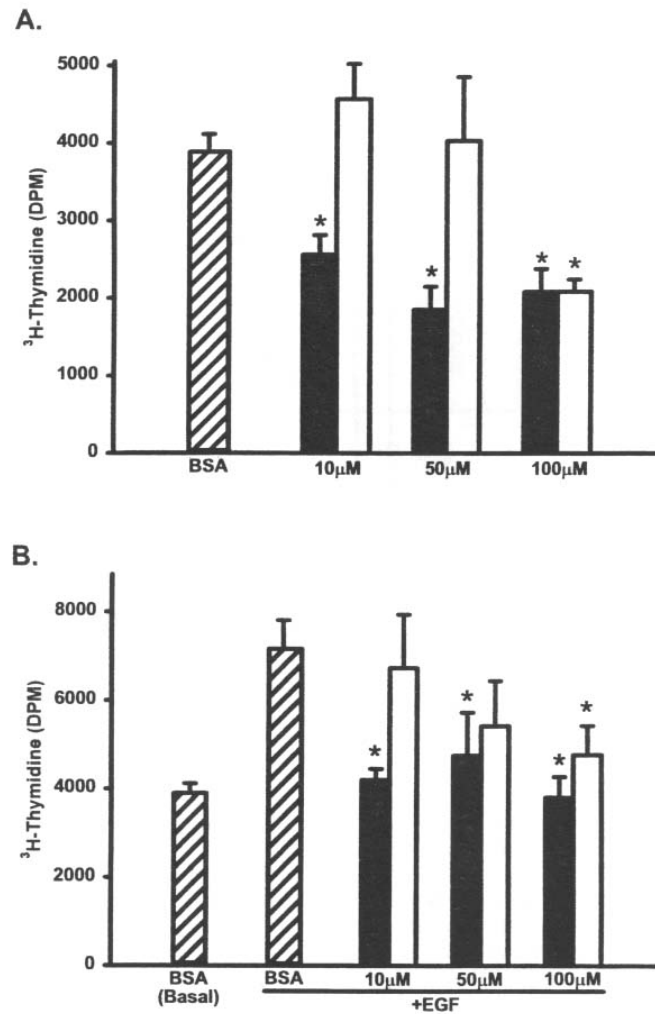 A.
5000
4000
3000
2000
1000
0
³H-Thymidine (DPM)
* * * *
BSA 10µM 50µM 100µM
B.
8000
6000
4000
2000
0
³H-Thymidine (DPM)
* * * *
BSA BSA 10µM 50µM 100µM
(Basal) +EGF